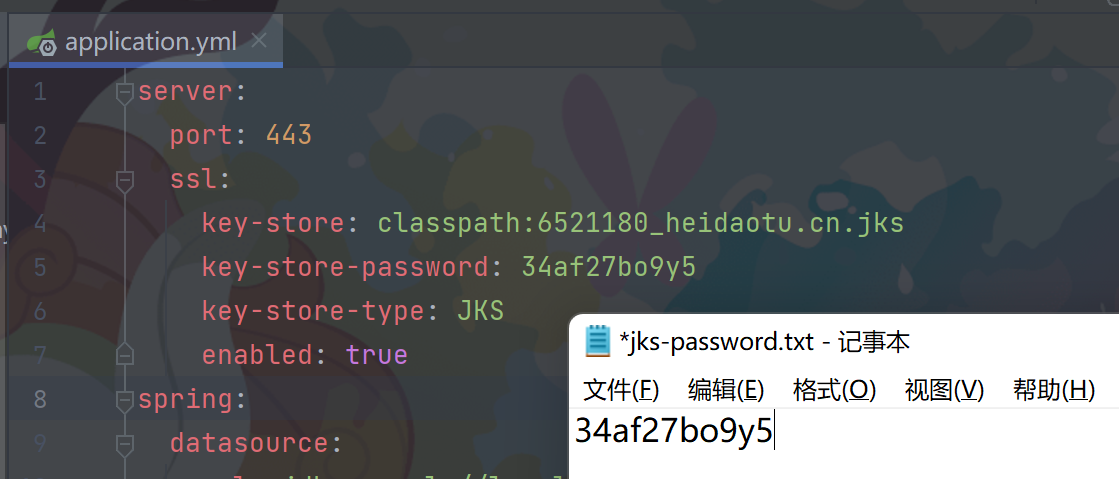 application.yml
1 server:
2 port: 443
3 ssl:
4 key-store: classpath:6521180_heidaotu.cn.jks
5 key-store-password: 34af27bo9y5
6 key-store-type: JKS
7 enabled: true
8 spring:
9 datasource:
*jks-password.txt - 记事本
文件(F) 编辑(E) 格式(O) 视图(V) 帮助(H)
34af27bo9y5